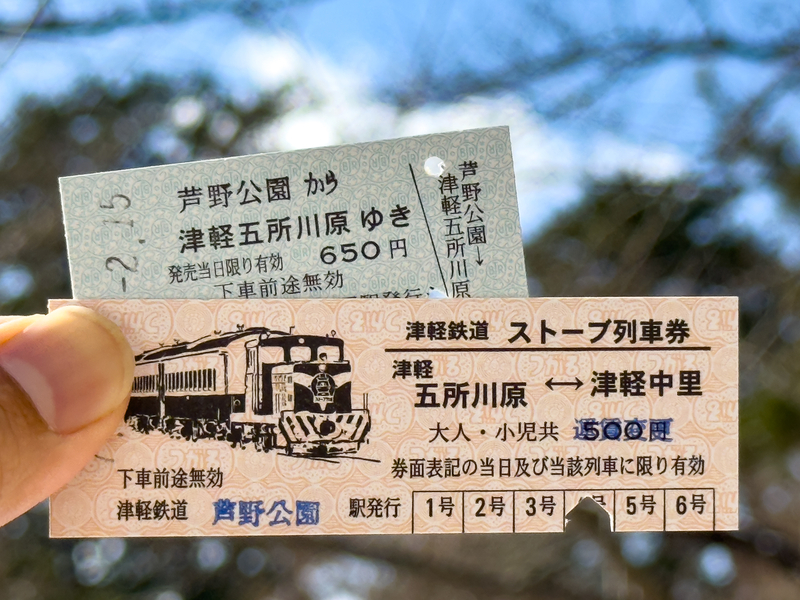 -2.15
芦野公園 から
津軽五所川原 ゆき
発売当日限り有効 650円
下車前途無効
芦野公園→
津軽五所川原
津軽鉄道 ストーブ列車券
津軽
五所川原 ↔ 津軽中里
大人・小児共 500円
券面表記の当日及び当該列車に限り有効
下車前途無効
津軽鉄道 芦野公園 駅発行
1号 2号 3号 号 5号 6号